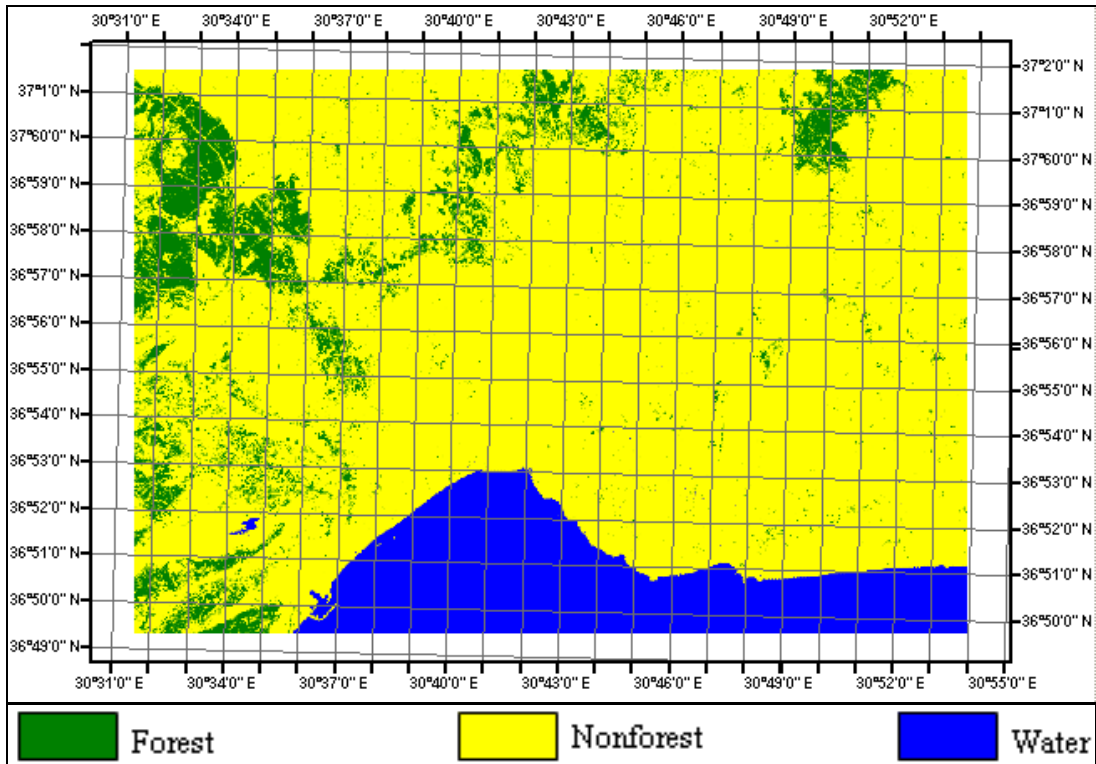 30°31'0'' E 30°34'0'' E 30°37'0'' E 30°40'0'' E 30°43'0'' E 30°46'0'' E 30°49'0'' E 30°52'0'' E
37°2'0'' N
37°1'0'' N
37°1'0'' N
37°60'0'' N
37°60'0'' N
36°59'0'' N
36°59'0'' N
36°58'0'' N
36°58'0'' N
36°57'0'' N
36°57'0'' N
36°56'0'' N
36°56'0'' N
36°55'0'' N
36°55'0'' N
36°54'0'' N
36°54'0'' N
36°53'0'' N
36°53'0'' N
36°52'0'' N
36°52'0'' N
36°51'0'' N
36°51'0'' N
36°50'0'' N
36°50'0'' N
36°49'0'' N
30°31'0'' E 30°34'0'' E 30°37'0'' E 30°40'0'' E 30°43'0'' E 30°46'0'' E 30°49'0'' E 30°52'0'' E 30°55'0'' E
Forest Nonforest Water